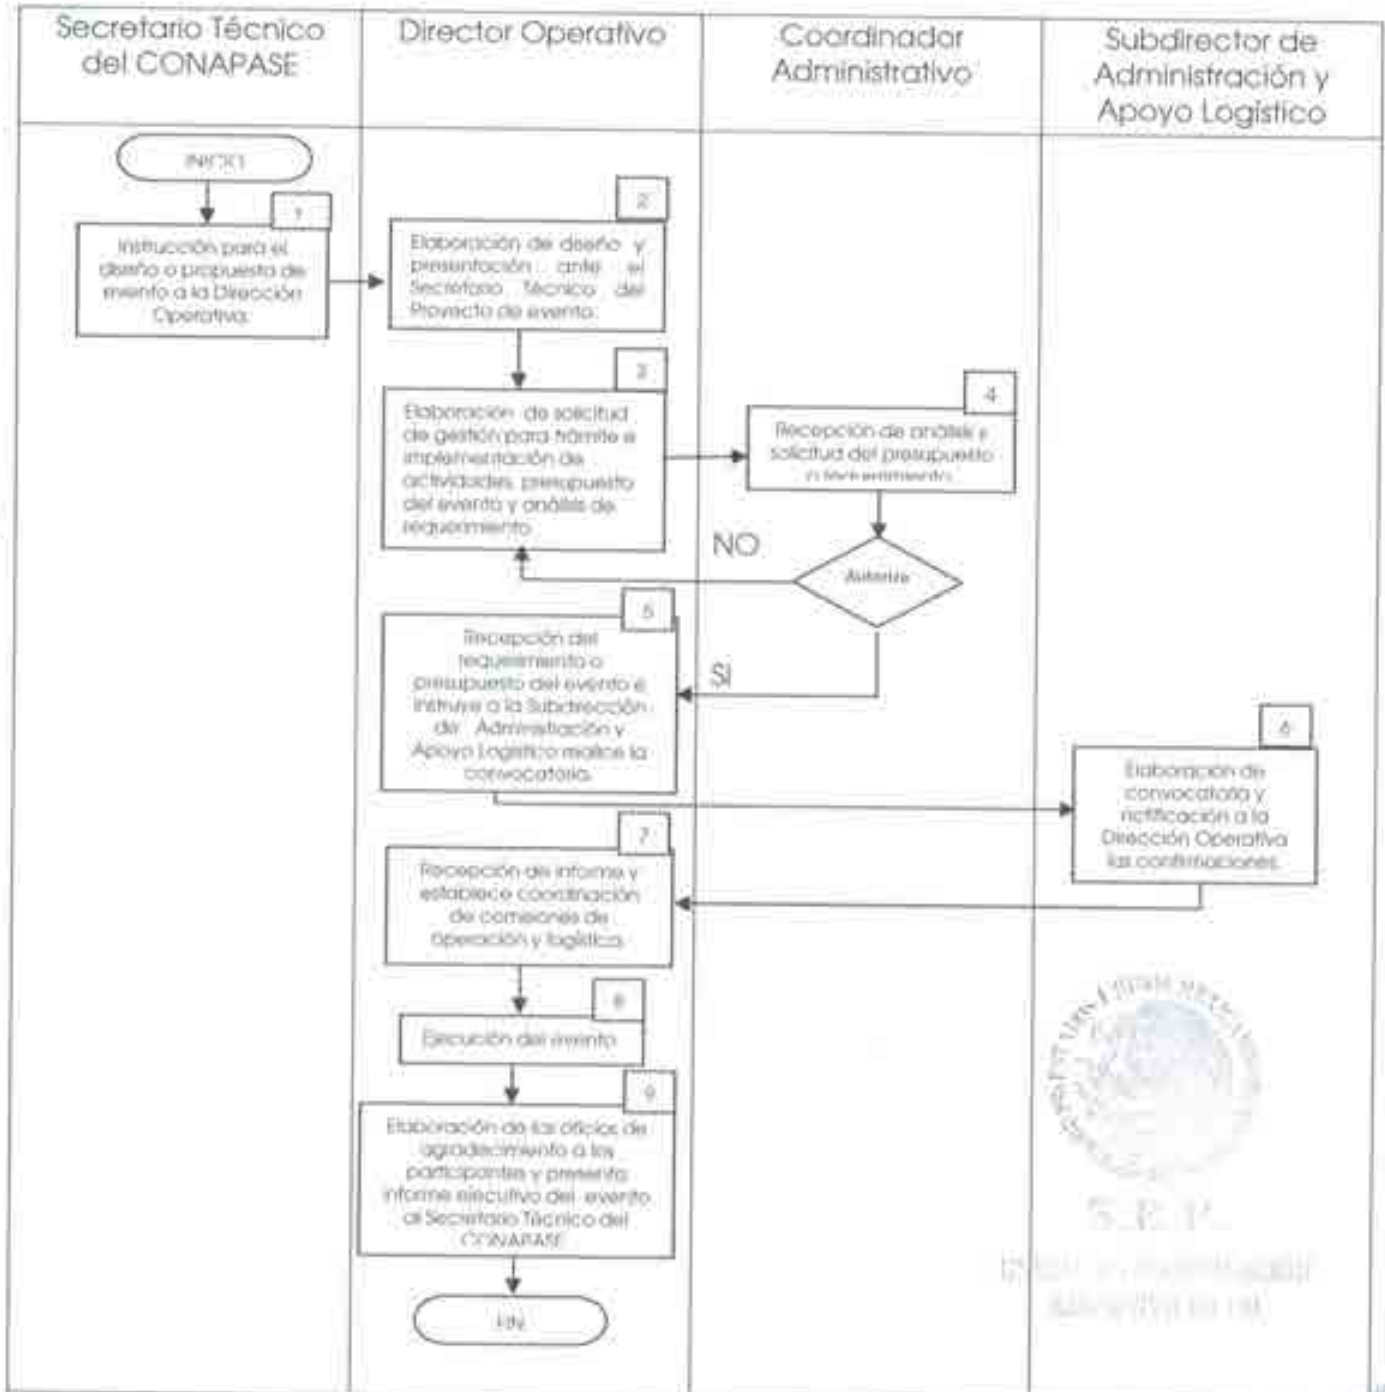 Secretario Técnico
del CONAPASE
Director Operativo
Coordinador
Administrativo
Subdirector de
Administración y
Apoyo Logístico
INICIO
1
Instrucción para el
diseño o propuesta de
evento a la Dirección
Operativa.
2
Elaboración de diseño y
presentación ante el
Secretario Técnico del
Proyecto de evento.
3
Elaboración de solicitud
de gestión para trámite e
implementación de
actividades, presupuesto
del evento y análisis de
requerimiento.
4
Recepción de análisis y
solicitud del presupuesto
o requerimiento
Autoriza
NO
SI
5
Recepción del
requerimiento o
presupuesto del evento e
instruye a la Subdirección
de Administración y
Apoyo Logístico realice la
convocatoria.
6
Elaboración de
convocatoria y
notificación a la
Dirección Operativa
las confirmaciones.
7
Recepción de informe y
establece coordinación
de comisiones de
operación y logística.
8
Ejecución del evento
9
Elaboración de los oficios de
agradecimiento a los
participantes y presenta
informe ejecutivo del evento
al Secretario Técnico del
CONAPASE
FIN
S. E. P.